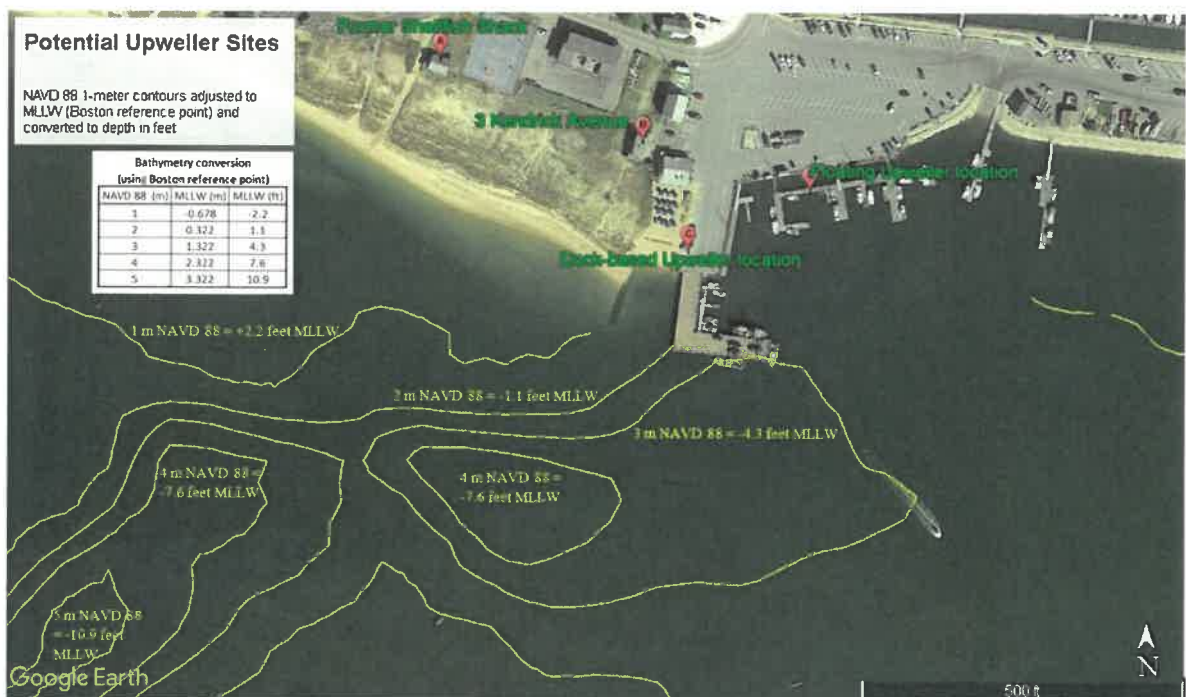 Potential Upweller Sites
NAVD 88 1-meter contours adjusted to
MLLW (Boston reference point) and
converted to depth in feet
Bathymetry conversion
(using Boston reference point)
NAVD 88 (m) MLLW (m) MLLW (ft)
1 -0.678 -2.2
2 0.322 1.1
3 1.322 4.3
4 2.322 7.6
5 3.322 10.9
Former Shellfish Shack
A
3 Kendrick Avenue
B
Floating Upweller location
C
Dock-based Upweller location
1 m NAVD 88 = +2.2 feet MLLW
2 m NAVD 88 = -1.1 feet MLLW
3 m NAVD 88 = -4.3 feet MLLW
4 m NAVD 88 =
-7.6 feet MLLW
4 m NAVD 88 =
-7.6 feet MLLW
5 m NAVD 88
= -10.9 feet
MLLW
Google Earth
N
500 ft